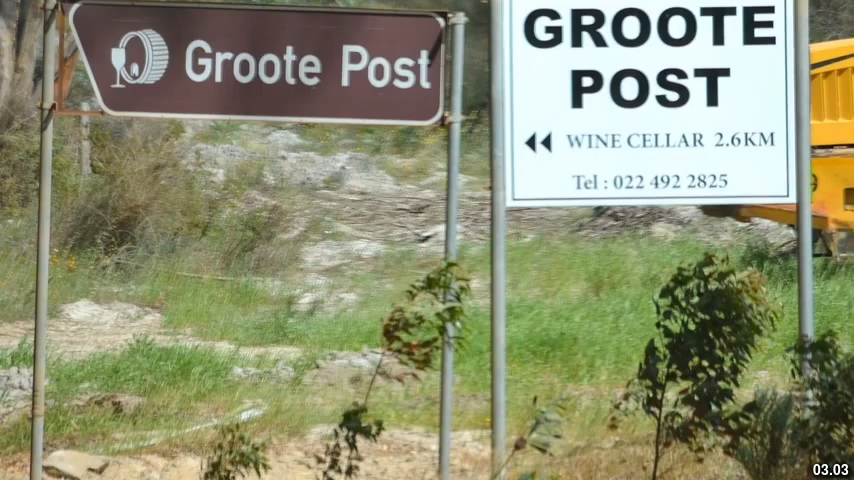 Groote Post
GROOTE
POST
WINE CELLAR 2.6KM
Tel : 022 492 2825
03.03